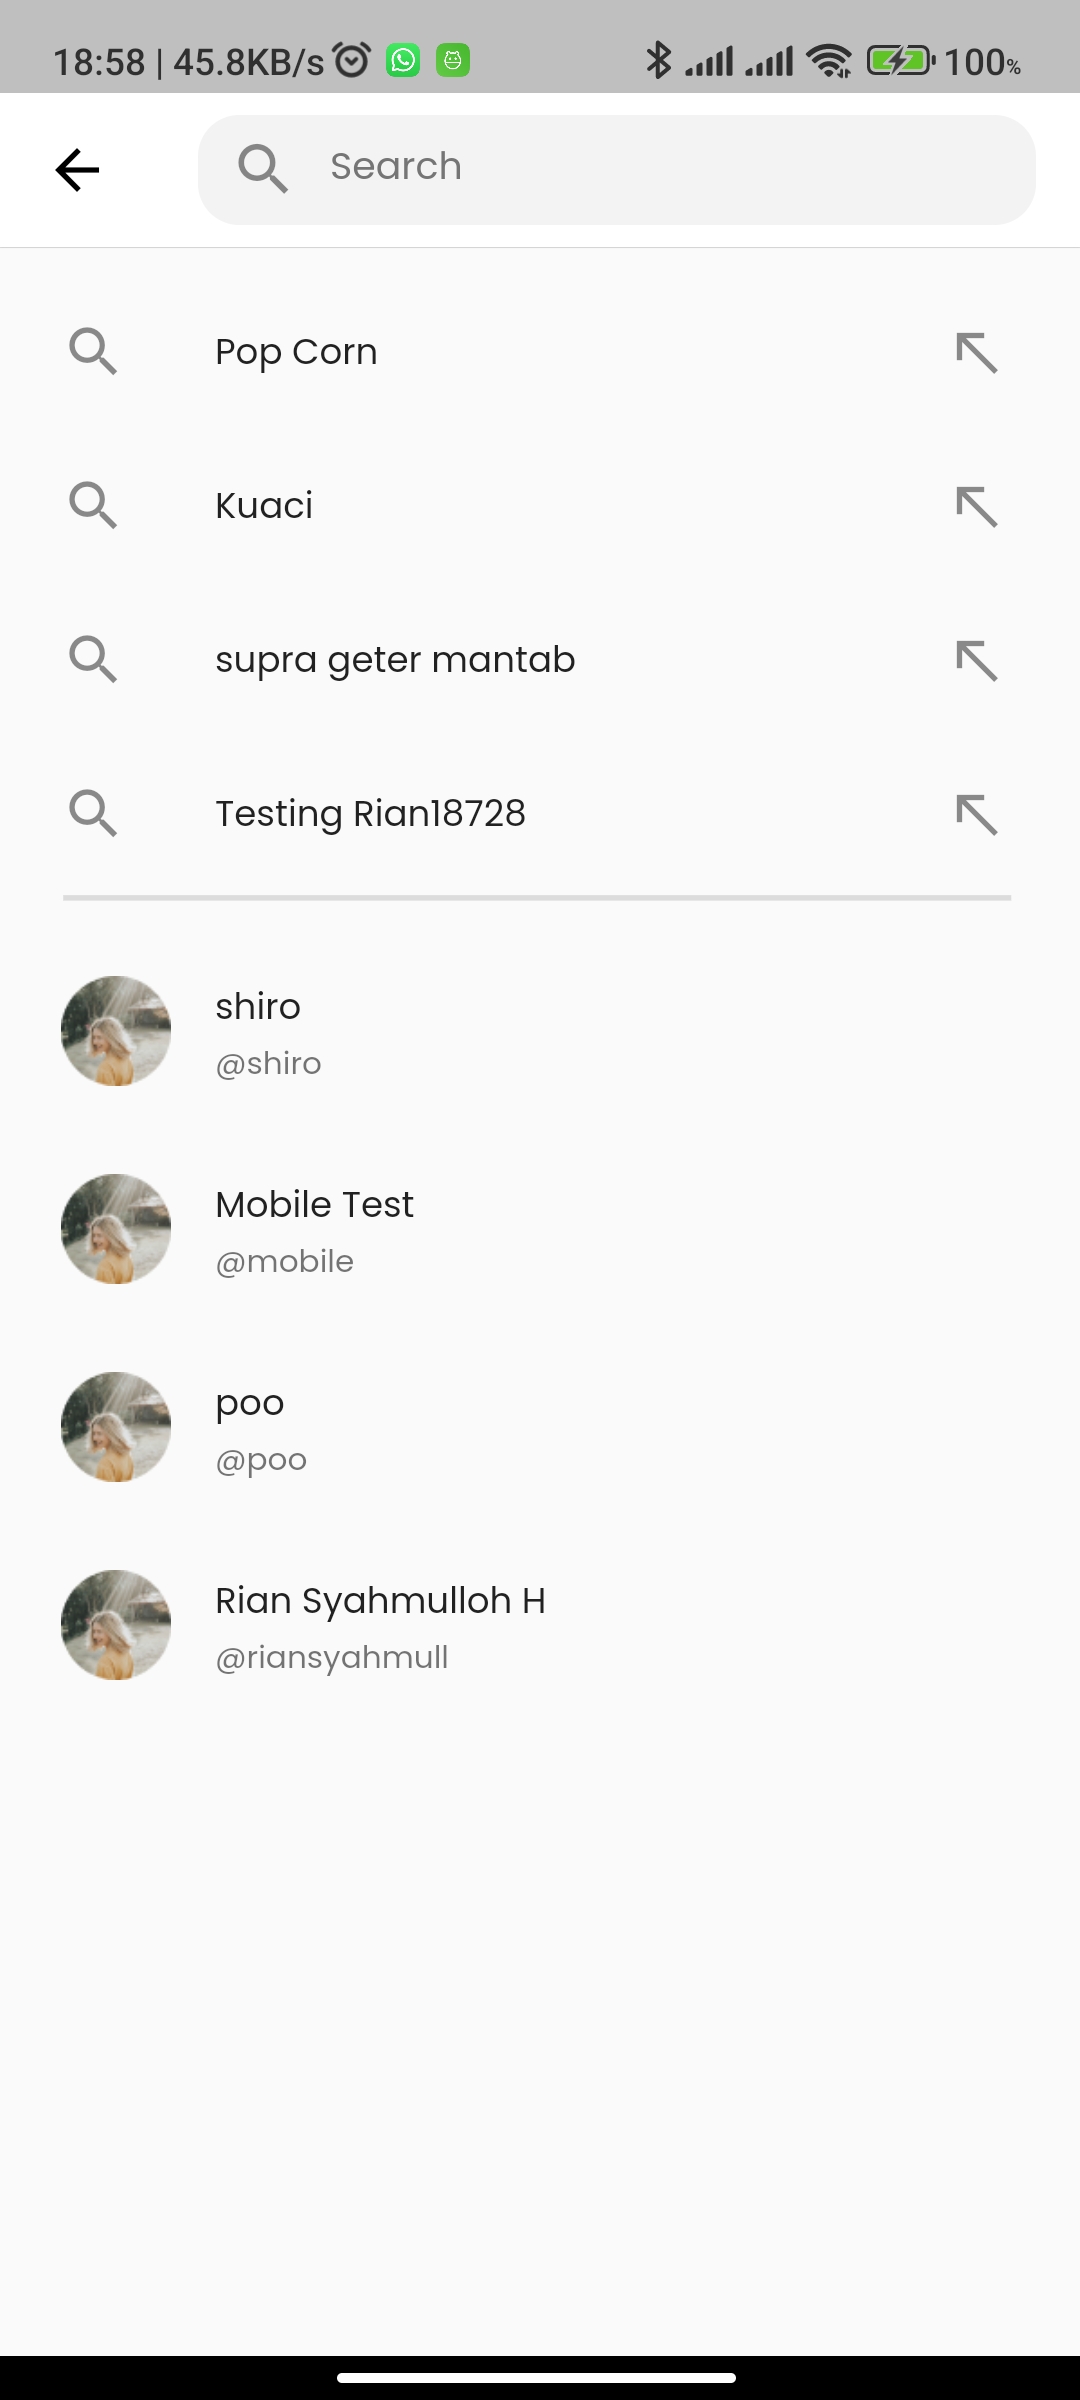 18:58 | 45.8KB/s 100%
Search
Pop Corn
Kuaci
supra geter mantab
Testing Rian18728
shiro
@shiro
Mobile Test
@mobile
poo
@poo
Rian Syahmulloh H
@riansyahmull